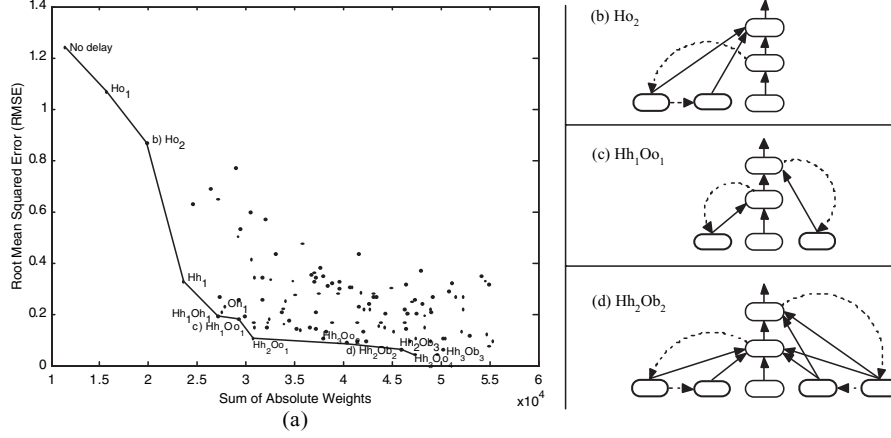 1.4
1.2
1
0.8
0.6
0.4
0.2
0
Root Mean Squared Error (RMSE)
No delay
Ho1
b) Ho2
Hh1
Oh1
Hh1Oh1
c) Hh1Oo1
Hh2Oo1
d) Hh2Ob2
Hh2Ob3
Hh3Ob3
1 1.5 2 2.5 3 3.5 4 4.5 5 5.5 6
x10^4
Sum of Absolute Weights
(a)
(b) Ho2
(c) Hh1Oo1
(d) Hh2Ob2